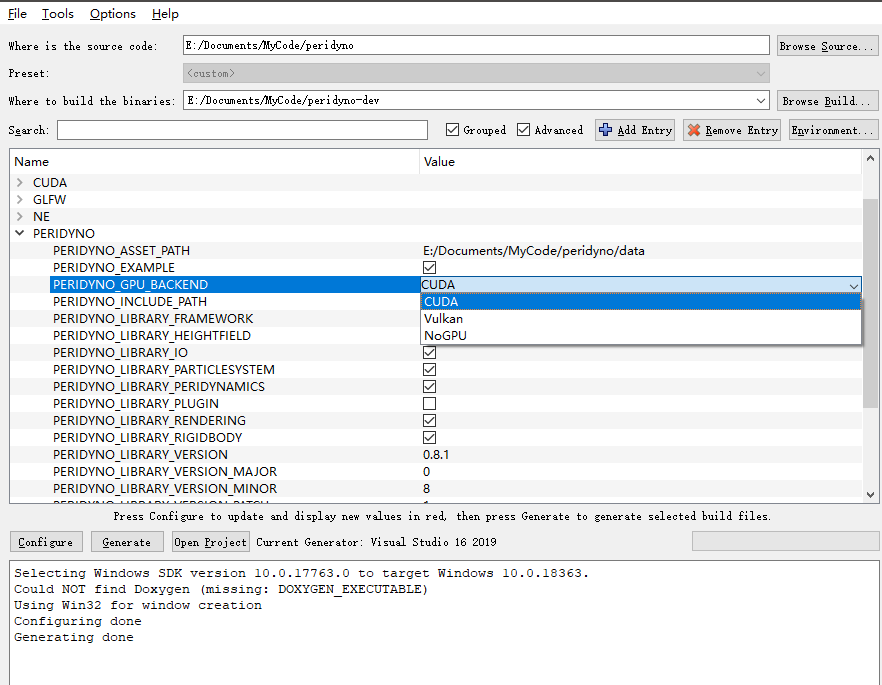 File Tools Options Help
Where is the source code: E:/Documents/MyCode/peridyno Browse Source...
Preset: <custom>
Where to build the binaries: E:/Documents/MyCode/peridyno-dev Browse Build...
Search: Grouped Advanced Add Entry Remove Entry Environment...
Name Value
CUDA
GLFW
NE
PERIDYNO
PERIDYNO_ASSET_PATH E:/Documents/MyCode/peridyno/data
PERIDYNO_EXAMPLE
PERIDYNO_GPU_BACKEND CUDA
PERIDYNO_INCLUDE_PATH CUDA
PERIDYNO_LIBRARY_FRAMEWORK Vulkan
PERIDYNO_LIBRARY_HEIGHTFIELD NoGPU
PERIDYNO_LIBRARY_IO
PERIDYNO_LIBRARY_PARTICLESYSTEM
PERIDYNO_LIBRARY_PERIDYNAMICS
PERIDYNO_LIBRARY_PLUGIN
PERIDYNO_LIBRARY_RENDERING
PERIDYNO_LIBRARY_RIGIDBODY
PERIDYNO_LIBRARY_VERSION 0.8.1
PERIDYNO_LIBRARY_VERSION_MAJOR 0
PERIDYNO_LIBRARY_VERSION_MINOR 8
Press Configure to update and display new values in red, then press Generate to generate selected build files.
Configure Generate Open Project Current Generator: Visual Studio 16 2019
Selecting Windows SDK version 10.0.17763.0 to target Windows 10.0.18363.
Could NOT find Doxygen (missing: DOXYGEN_EXECUTABLE)
Using Win32 for window creation
Configuring done
Generating done